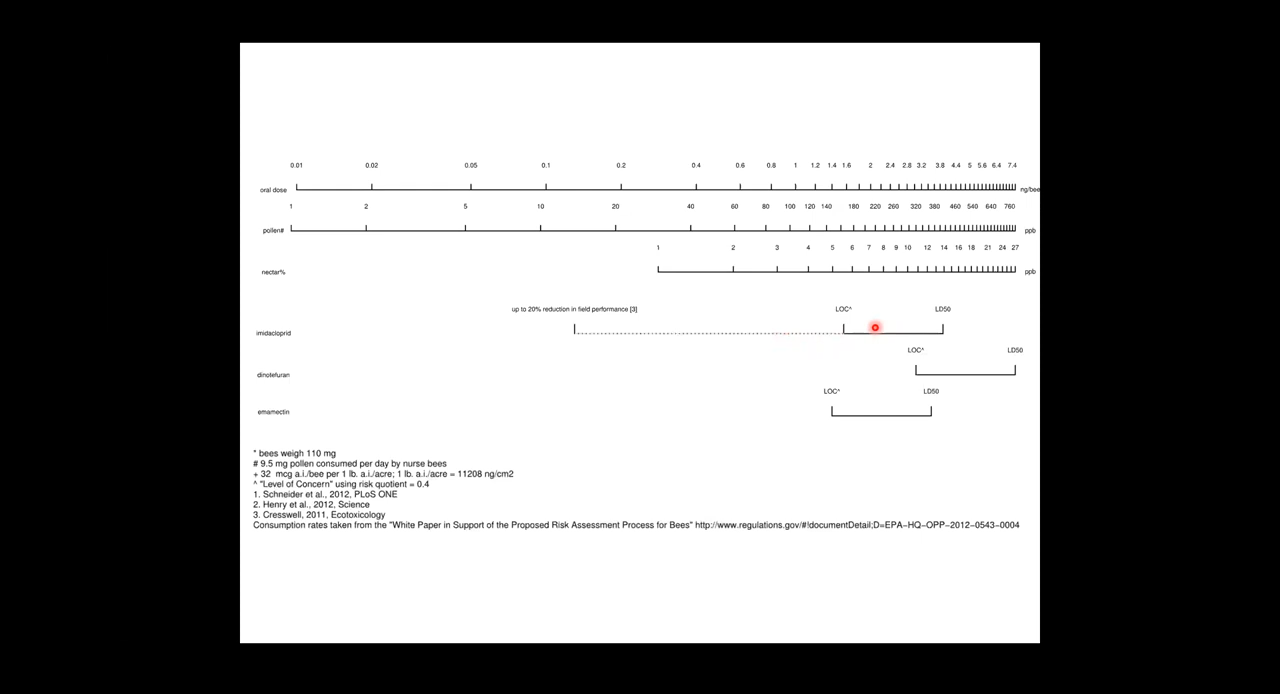 0.01 0.02 0.05 0.1 0.2 0.4 0.6 0.8 1 1.2 1.4 1.6 2 2.4 2.8 3.2 3.8 4.4 5 5.6 6.4 7.4
oral dose ng/bee
1 2 5 10 20 40 60 80 100 120 140 180 220 260 320 380 460 540 640 760
pollen# ppb
1 2 3 4 5 6 7 8 9 10 12 14 16 18 21 24 27
nectar% ppb
up to 20% reduction in field performance [3] LOC^ LD50
imidacloprid
LOC^ LD50
dinotefuran
LOC^ LD50
emamectin
* bees weigh 110 mg
# 9.5 mg pollen consumed per day by nurse bees
+ 32 mcg a.i./bee per 1 lb. a.i./acre; 1 lb. a.i./acre = 11208 ng/cm2
^ "Level of Concern" using risk quotient = 0.4
1. Schneider et al., 2012, PLoS ONE
2. Henry et al., 2012, Science
3. Cresswell, 2011, Ecotoxicology
Consumption rates taken from the "White Paper in Support of the Proposed Risk Assessment Process for Bees" http://www.regulations.gov/#!documentDetail;D=EPA−HQ−OPP−2012−0543−0004